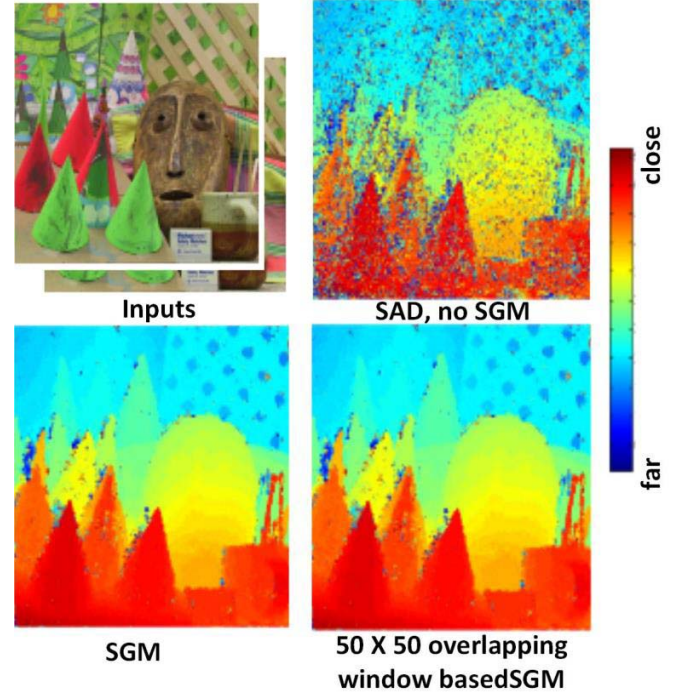 Inputs
SAD, no SGM
close
far
SGM
50 X 50 overlapping
window basedSGM